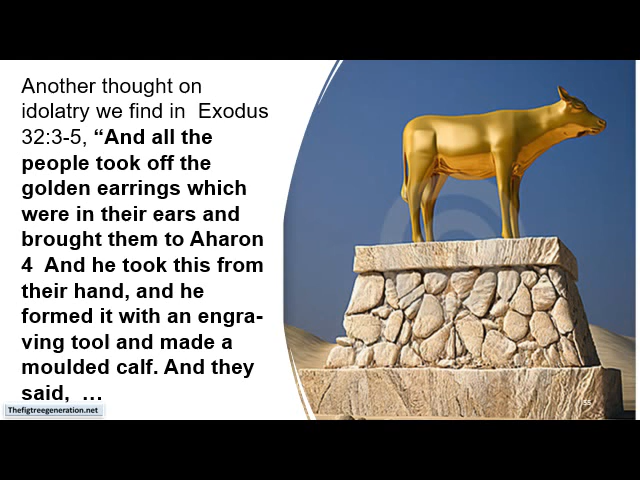 Another thought on
idolatry we find in  Exodus
32:3-5, “And all the
people took off the
golden earrings which
were in their ears and
brought them to Aharon
4  And he took this from
their hand, and he
formed it with an engra-
ving tool and made a
moulded calf. And they
said,  …
Thefigtreegeneration.net
55